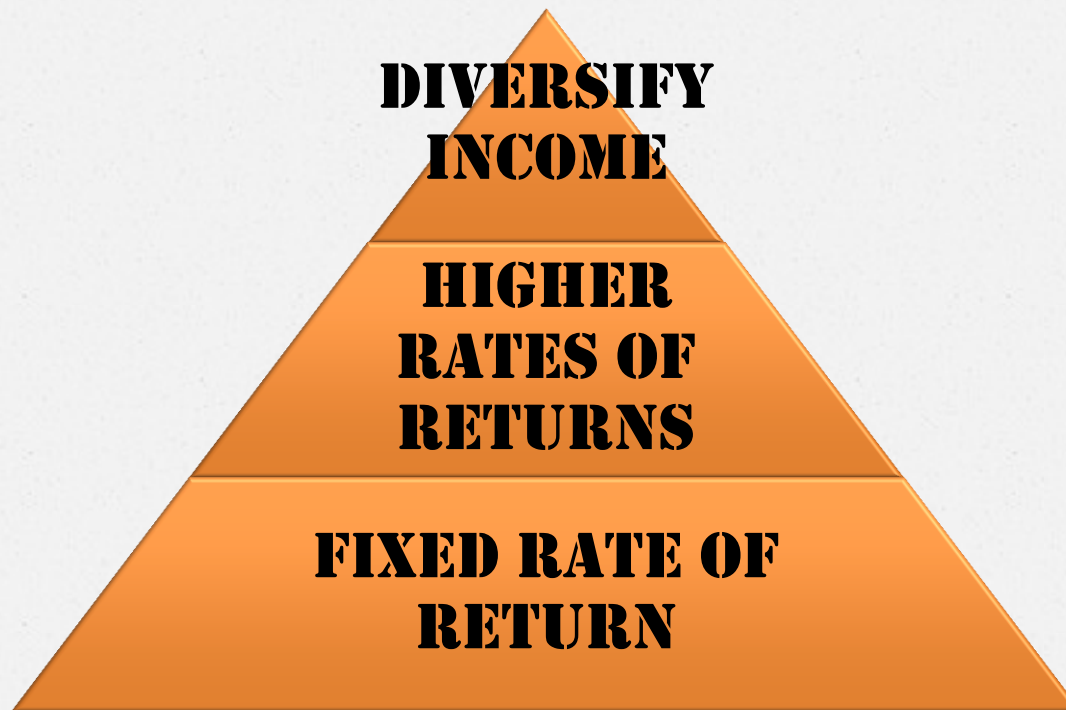 DIVERSIFY
INCOME
HIGHER
RATES OF
RETURNS
FIXED RATE OF
RETURN